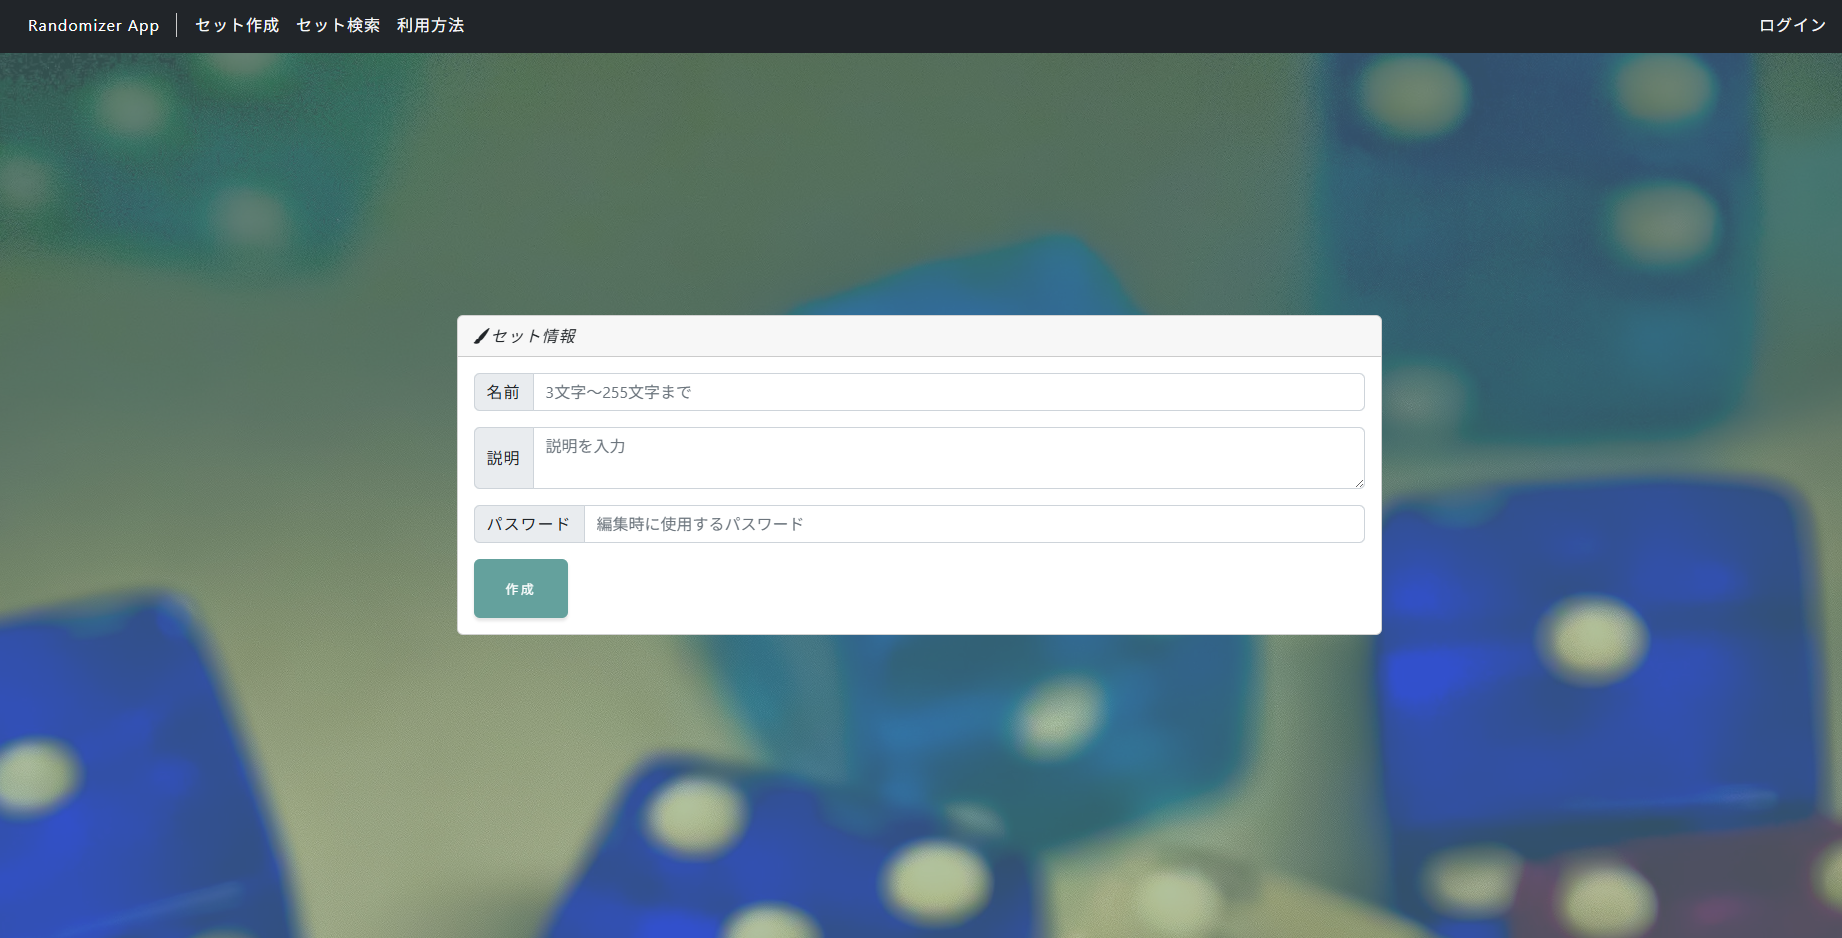 Randomizer App セット作成 セット検索 利用方法 ログイン
セット情報
名前 3文字～255文字まで
説明 説明を入力
パスワード 編集時に使用するパスワード
作成